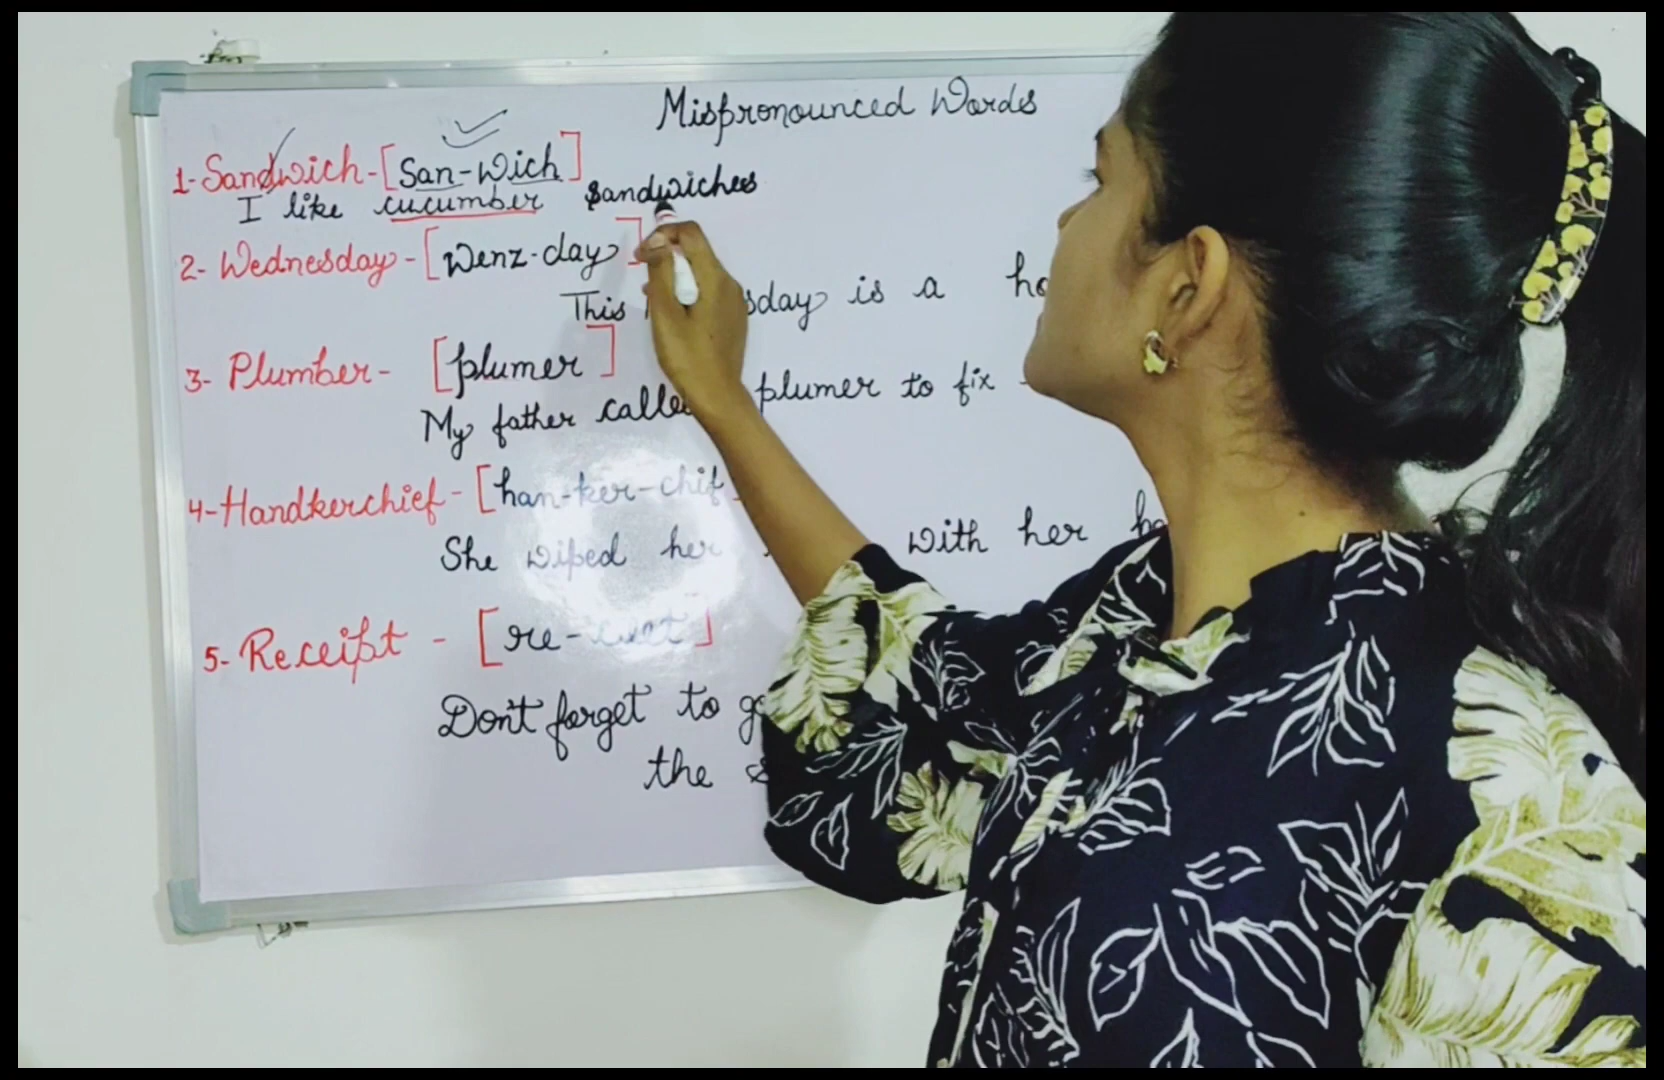 Mispronounced Words
1- Sandwich - [San-Wich]
I like cucumber Sandwiches
2- Wednesday - [Wenz-day]
This is a
3- Plumber - [plumer]
My father called plumer to fix
4- Handkerchief - [han-ker-chif
She wiped her with her
5- Receipt - [re-
Don't forget to
the